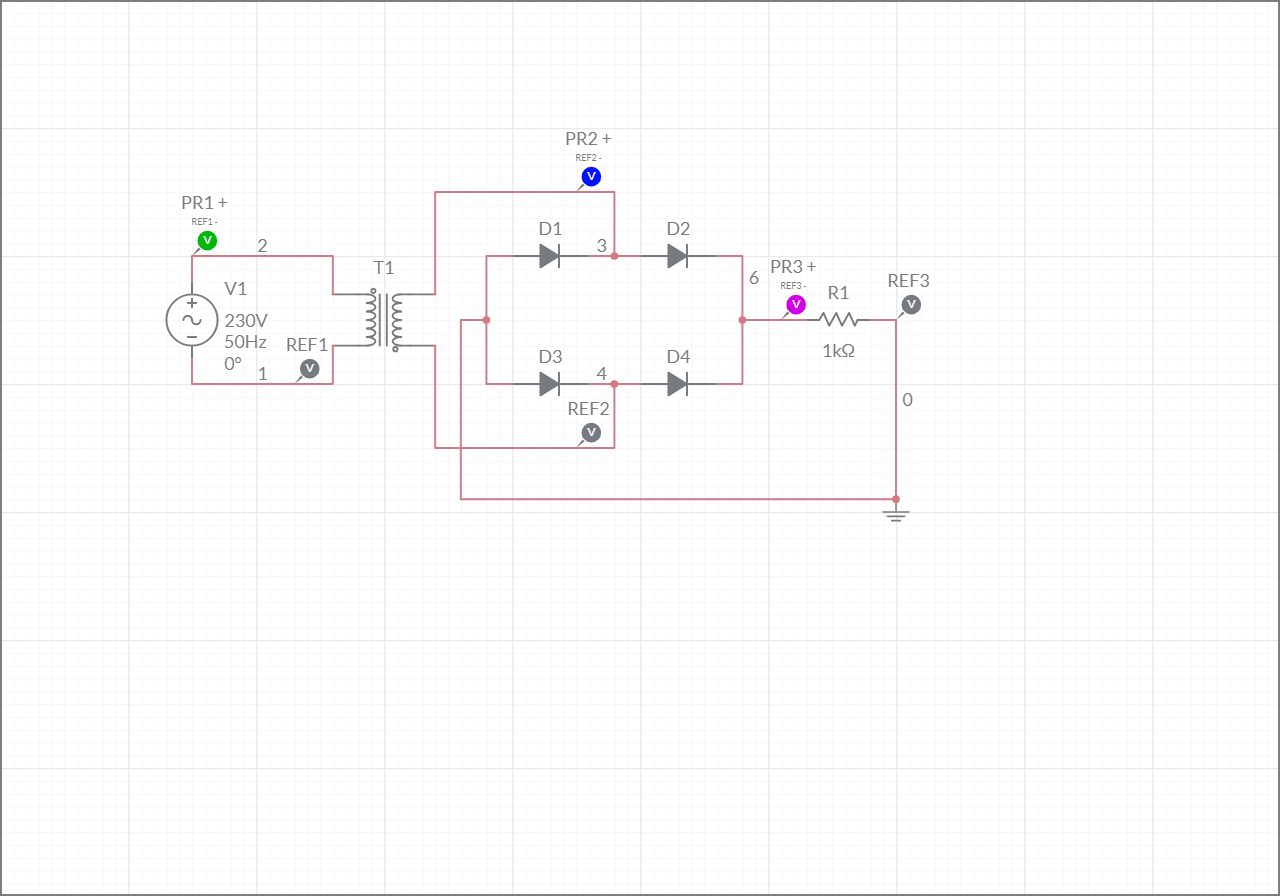 PR2 +
REF2 -
V
PR1 +
REF1 -
V
2
D1
3
D2
T1
6
PR3 +
REF3 -
V
R1
REF3
V
V1
230V
50Hz
0°
REF1
V
1
1kΩ
D3
4
D4
REF2
V
0